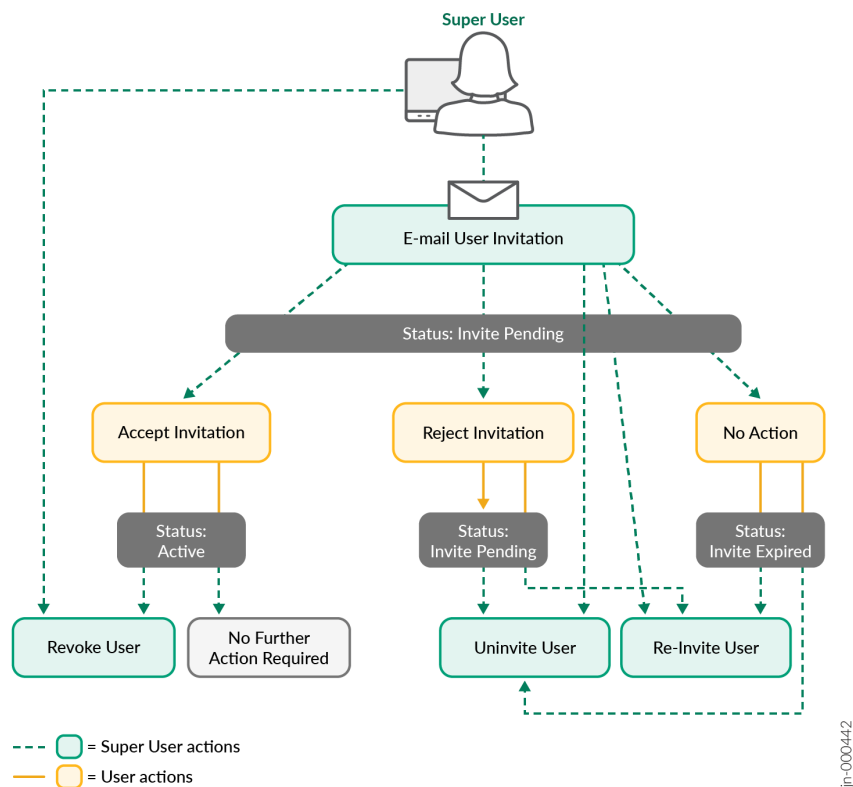 Super User
E-mail User Invitation
Status: Invite Pending
Accept Invitation
Reject Invitation
No Action
Status:
Active
Status:
Invite Pending
Status:
Invite Expired
Revoke User
No Further
Action Required
Uninvite User
Re-Invite User
= Super User actions
= User actions
jn-000442